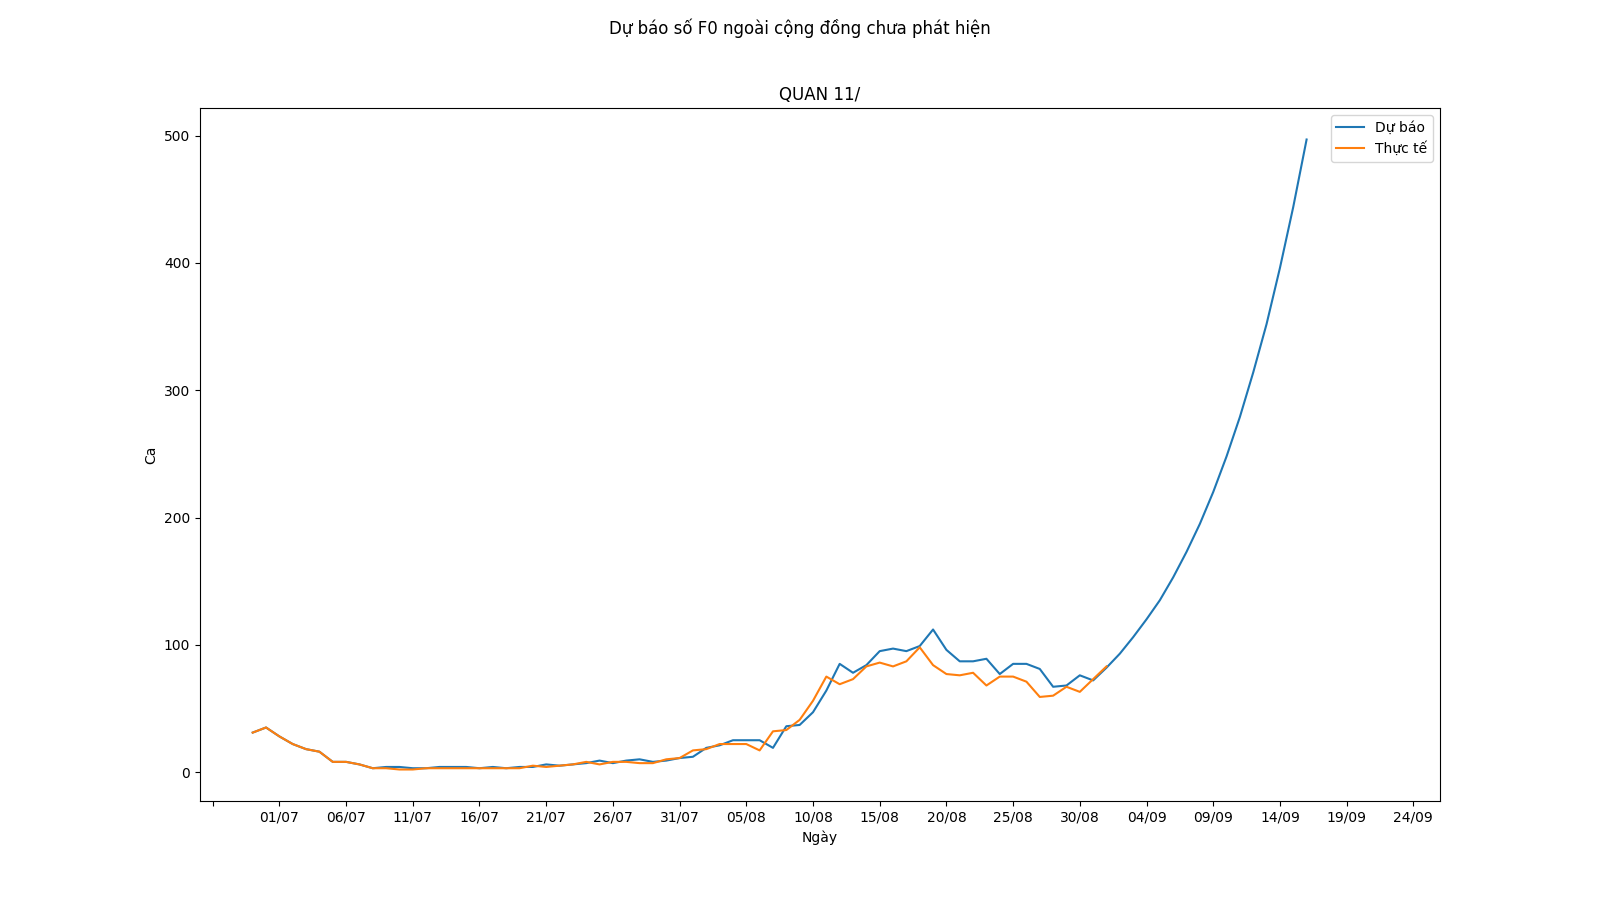 Dự báo số F0 ngoài cộng đồng chưa phát hiện
QUAN 11/
Dự báo
Thực tế
500
400
300
200
100
0
Ca
01/07 06/07 11/07 16/07 21/07 26/07 31/07 05/08 10/08 15/08 20/08 25/08 30/08 04/09 09/09 14/09 19/09 24/09
Ngày